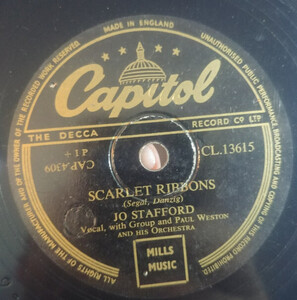 MADE IN ENGLAND
ALL RIGHTS OF THE MANUFACTURER AND OF THE OWNER OF THE RECORDED WORK RESERVED
UNAUTHORISED PUBLIC PERFORMANCE BROADCASTING AND COPYING OF THIS RECORD PROHIBITED
Capitol
THE DECCA RECORD CO LTD
CAP.4309
CL.13615
SCARLET RIBBONS
(Segal, Danzig)
JO STAFFORD
Vocal, with Group and PAUL WESTON
AND HIS ORCHESTRA
MILLS
MUSIC